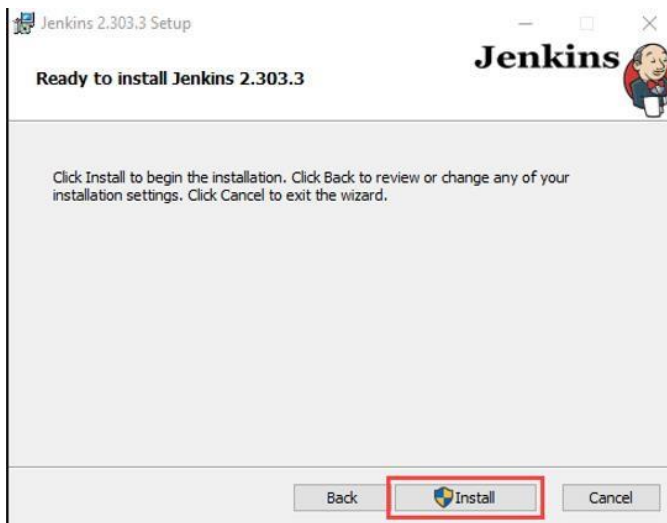 Jenkins 2.303.3 Setup
Jenkins
Ready to install Jenkins 2.303.3
Click Install to begin the installation. Click Back to review or change any of your
installation settings. Click Cancel to exit the wizard.
Back
Install
Cancel